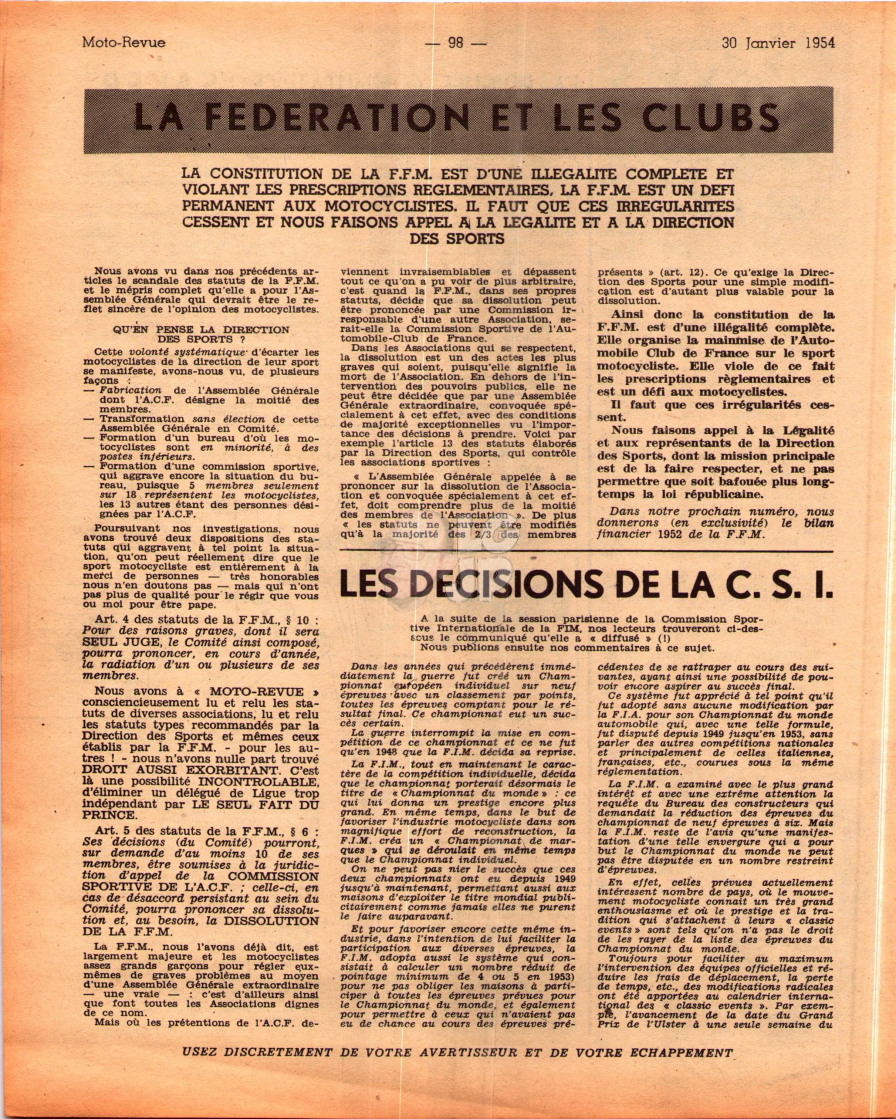 Moto-Revue
— 98 —
30 Janvier 1954
LA FEDERATION ET LES CLUBS
LA CONSTITUTION DE LA F.F.M. EST D'UNE ILLEGALITE COMPLETE ET
VIOLANT LES PRESCRIPTIONS REGLEMENTAIRES, LA F.F.M. EST UN DEFI
PERMANENT AUX MOTOCYCLISTES. IL FAUT QUE CES IRREGULARITES
CESSENT ET NOUS FAISONS APPEL A LA LEGALITE ET A LA DIRECTION
DES SPORTS
Nous avons vu dans nos précédents ar-
ticles le scandale des statuts de la F.F.M.
et le mépris complet qu'elle a pour l'As-
semblée Générale qui devrait être le re-
flet sincère de l'opinion des motocyclistes.
QU'EN PENSE LA DIRECTION
DES SPORTS ?
Cette volonté systématique d'écarter les
motocyclistes de la direction de leur sport
se manifeste, avons-nous vu, de plusieurs
façons :
— Fabrication de l'Assemblée Générale
dont l'A.C.F. désigne la moitié des
membres.
— Transformation sans élection de cette
Assemblée Générale en Comité.
— Formation d'un bureau d'où les mo-
tocyclistes sont en minorité, à des
postes inférieurs.
— Formation d'une commission sportive,
qui aggrave encore la situation du bu-
reau, puisque 5 membres seulement
sur 18 représentent les motocyclistes,
les 13 autres étant des personnes dési-
gnées par l'A.C.F.
Poursuivant nos investigations, nous
avons trouvé deux dispositions des sta-
tuts qui aggravent à tel point la situa-
tion, qu'on peut réellement dire que le
sport motocycliste est entièrement à la
merci de personnes — très honorables
nous n'en doutons pas — mais qui n'ont
pas plus de qualité pour le régir que vous
ou moi pour être pape.
Art. 4 des statuts de la F.F.M., § 10 :
Pour des raisons graves, dont il sera
SEUL JUGE, le Comité ainsi composé,
pourra prononcer, en cours d'année,
la radiation d'un ou plusieurs de ses
membres.
Nous avons à « MOTO-REVUE »
consciencieusement lu et relu les sta-
tuts de diverses associations, lu et relu
les statuts types recommandés par la
Direction des Sports et mêmes ceux
établis par la F.F.M. - pour les au-
tres ! - nous n'avons nulle part trouvé
DROIT AUSSI EXORBITANT. C'est
là une possibilité INCONTROLABLE,
d'éliminer un délégué de Ligue trop
indépendant par LE SEUL FAIT DU
PRINCE.
Art. 5 des statuts de la F.F.M., § 6 :
Ses décisions (du Comité) pourront,
sur demande d'au moins 10 de ses
membres, être soumises à la juridic-
tion d'appel de la COMMISSION
SPORTIVE DE L'A.C.F. ; celle-ci, en
cas de désaccord persistant au sein du
Comité, pourra prononcer sa dissolu-
tion et, au besoin, la DISSOLUTION
DE LA F.F.M.
La F.F.M., nous l'avons déjà dit, est
largement majeure et les motocyclistes
assez grands garçons pour régler eux-
mêmes de graves problèmes au moyen
d'une Assemblée Générale extraordinaire
— une vraie — : c'est d'ailleurs ainsi
que font toutes les Associations dignes
de ce nom.
Mais où les prétentions de l'A.C.F. de-
viennent invraisemblables et dépassent
tout ce qu'on a pu voir de plus arbitraire,
c'est quand la F.F.M., dans ses propres
statuts, décide que sa dissolution peut
être prononcée par une Commission ir-
responsable d'une autre Association, se-
rait-elle la Commission Sportive de l'Au-
tomobile-Club de France.
Dans les Associations qui se respectent,
la dissolution est un des actes les plus
graves qui soient, puisqu'elle signifie la
mort de l'Association. En dehors de l'in-
tervention des pouvoirs publics, elle ne
peut être décidée que par une Assemblée
Générale extraordinaire, convoquée spé-
cialement à cet effet, avec des conditions
de majorité exceptionnelles vu l'impor-
tance des décisions à prendre. Voici par
exemple l'article 13 des statuts élaborés
par la Direction des Sports, qui contrôle
les associations sportives :
« L'Assemblée Générale appelée à se
prononcer sur la dissolution de l'Associa-
tion et convoquée spécialement à cet ef-
fet, doit comprendre plus de la moitié
des membres de l'Association ». De plus
« les statuts ne peuvent être modifiés
qu'à la majorité des 2/3 des membres
présents » (art. 12). Ce qu'exige la Direc-
tion des Sports pour une simple modifi-
cation est d'autant plus valable pour la
dissolution.
Ainsi donc la constitution de la
F.F.M. est d'une illégalité complète.
Elle organise la mainmise de l'Auto-
mobile Club de France sur le sport
motocycliste. Elle viole de ce fait
les prescriptions règlementaires et
est un défi aux motocyclistes.
Il faut que ces irrégularités ces-
sent.
Nous faisons appel à la Légalité
et aux représentants de la Direction
des Sports, dont la mission principale
est de la faire respecter, et ne pas
permettre que soit bafouée plus long-
temps la loi républicaine.
Dans notre prochain numéro, nous
donnerons (en exclusivité) le bilan
financier 1952 de la F.F.M.
LES DECISIONS DE LA C. S. I.
A la suite de la session parisienne de la Commission Spor-
tive Internationale de la FIM, nos lecteurs trouveront ci-des-
scus le communiqué qu'elle a « diffusé » (!)
Nous publions ensuite nos commentaires à ce sujet.
Dans les années qui précédèrent immé-
diatement la guerre fut créé un Cham-
pionnat européen individuel sur neuf
épreuves avec un classement par points,
toutes les épreuves comptant pour le ré-
sultat final. Ce championnat eut un suc-
cès certain.
La guerre interrompit la mise en com-
pétition de ce championnat et ce ne fut
qu'en 1948 que la F.I.M. décida sa reprise.
La F.I.M., tout en maintenant le carac-
tère de la compétition individuelle, décida
que le championnat porterait désormais le
titre de « Championnat du monde » : ce
qui lui donna un prestige encore plus
grand. En même temps, dans le but de
favoriser l'industrie motocycliste dans son
magnifique effort de reconstruction, la
F.I.M. créa un « Championnat de mar-
ques » qui se déroulait en même temps
que le Championnat individuel.
On ne peut pas nier le succès que ces
deux championnats ont eu depuis 1949
jusqu'à maintenant, permettant aussi aux
maisons d'exploiter le titre mondial publi-
citairement comme jamais elles ne purent
le faire auparavant.
Et pour favoriser encore cette même in-
dustrie, dans l'intention de lui faciliter la
participation aux diverses épreuves, la
F.I.M. adopta aussi le système qui con-
sistait à calculer un nombre réduit de
pointage minimum de 4 ou 5 en 1953)
pour ne pas obliger les maisons à parti-
ciper à toutes les épreuves prévues pour
le Championnat du monde, et également
pour permettre à ceux qui n'avaient pas
eu de chance au cours des épreuves pré-
cédentes de se rattraper au cours des sui-
vantes, ayant ainsi une possibilité de pou-
voir encore aspirer au succès final.
Ce système fut apprécié à tel point qu'il
fut adopté sans aucune modification par
la F.I.A. pour son Championnat du monde
automobile qui, avec une telle formule,
fut disputé depuis 1949 jusqu'en 1953, sans
parler des autres compétitions nationales
et principalement de celles italiennes,
françaises, etc., courues sous la même
réglementation.
La F.I.M. a examiné avec le plus grand
intérêt et avec une extrême attention la
requête du Bureau des constructeurs qui
demandait la réduction des épreuves du
championnat de neuf épreuves à six. Mais
la F.I.M. reste de l'avis qu'une manifes-
tation d'une telle envergure qui a pour
but le Championnat du monde ne peut
pas être disputée en un nombre restreint
d'épreuves.
En effet, celles prévues actuellement
intéressent nombre de pays, où le mouve-
ment motocycliste connaît un très grand
enthousiasme et où le prestige et la tra-
dition qui s'attachent à leurs « classic
events » sont tels qu'on n'a pas le droit
de les rayer de la liste des épreuves du
Championnat du monde.
Toujours pour faciliter au maximum
l'intervention des équipes officielles et ré-
duire les frais de déplacement, la perte
de temps, etc., des modifications radicales
ont été apportées au calendrier interna-
tional des « classic events ». Par exem-
ple, l'avancement de la date du Grand
Prix de l'Ulster à une seule semaine du
USEZ DISCRETEMENT DE VOTRE AVERTISSEUR ET DE VOTRE ECHAPPEMENT